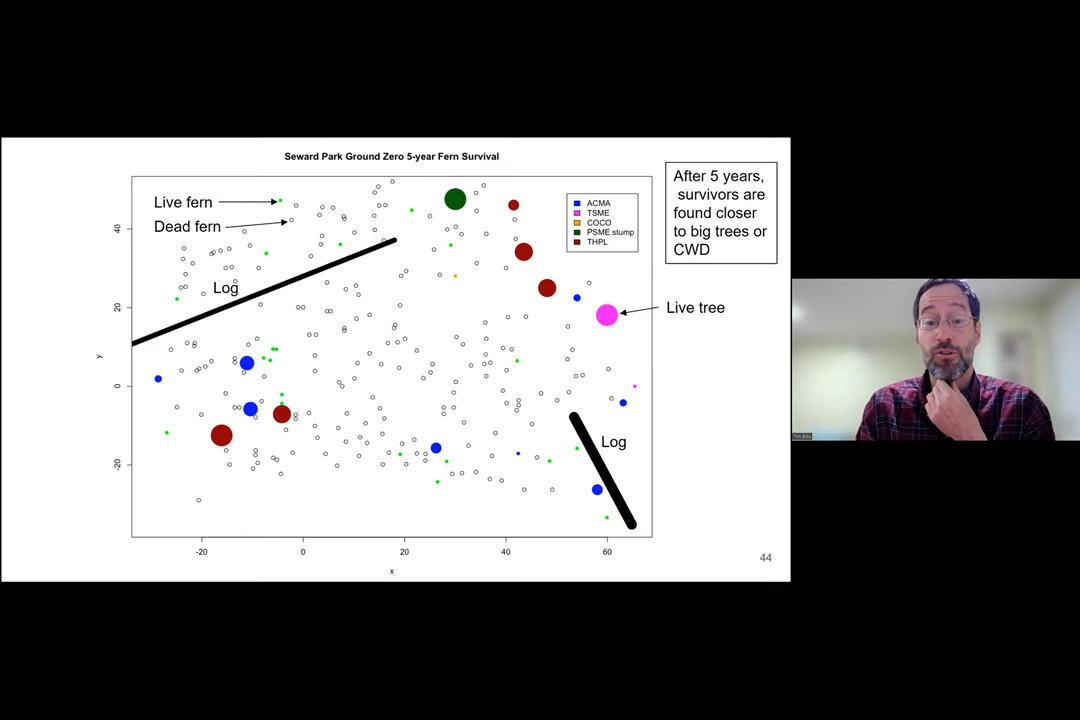 Seward Park Ground Zero 5-year Fern Survival
After 5 years,
survivors are
found closer
to big trees or
CWD
Live fern
Dead fern
ACMA
TSME
COCO
PSME.stump
THPL
Log
Live tree
Log
y
40
20
0
-20
-20
0
20
40
60
x
44